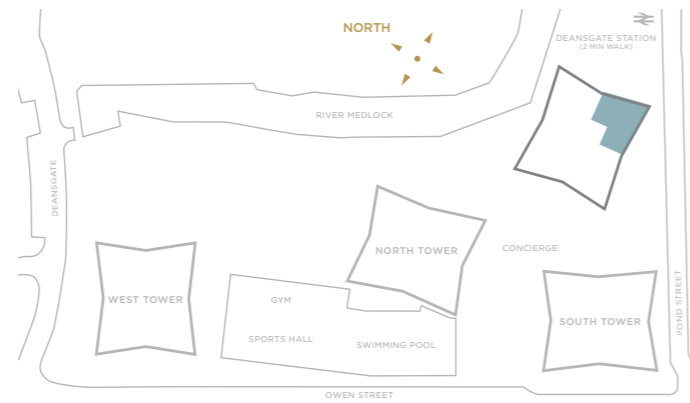 NORTH
DEANSGATE STATION
(2 MIN WALK)
RIVER MEDLOCK
DEANSGATE
NORTH TOWER
CONCIERGE
WEST TOWER
GYM
SOUTH TOWER
POND STREET
SPORTS HALL
SWIMMING POOL
OWEN STREET